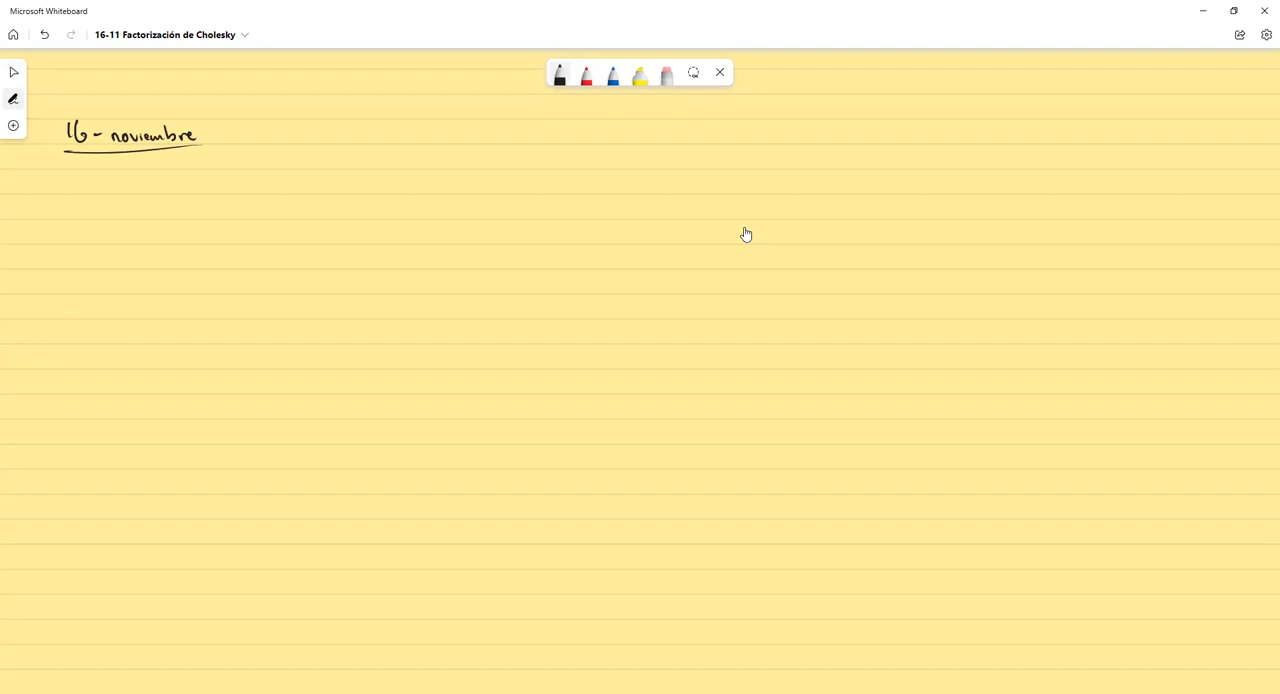 Microsoft Whiteboard
16-11 Factorización de Cholesky
16 - noviembre